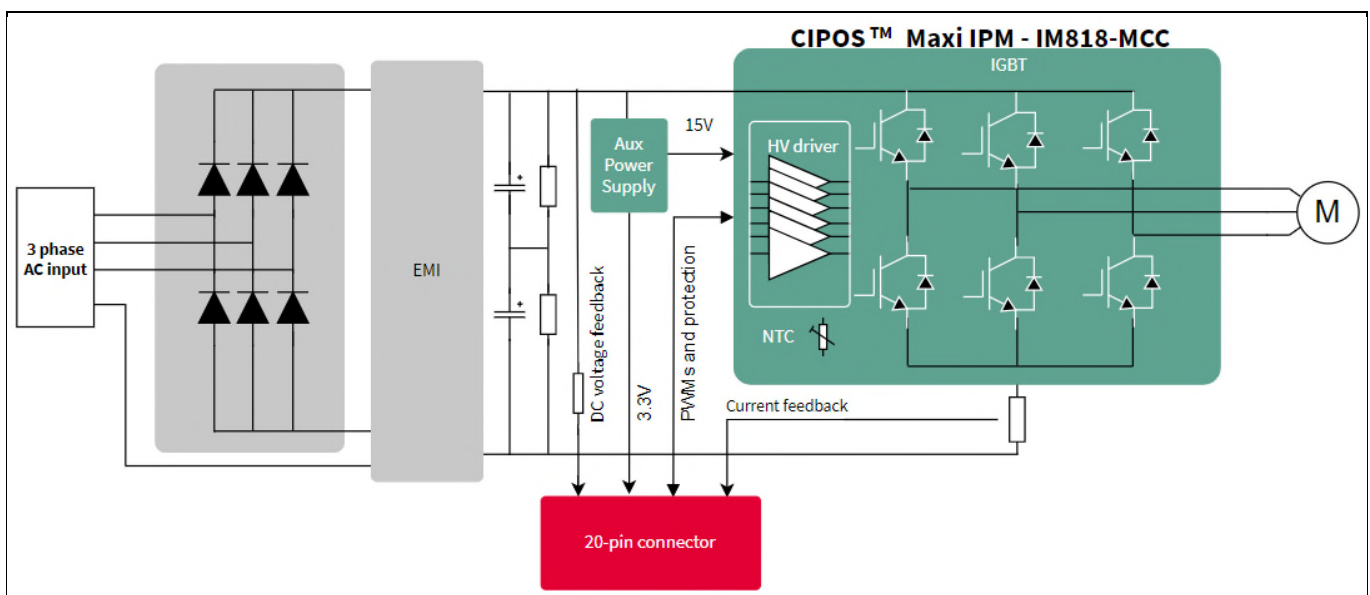 CIPOS™ Maxi IPM - IM818-MCC
IGBT
15V
HV driver
Aux
Power
Supply
3 phase
AC input
EMI
M
DC voltage feedback
3.3V
PWMs and protection
NTC
Current feedback
20-pin connector
+
+